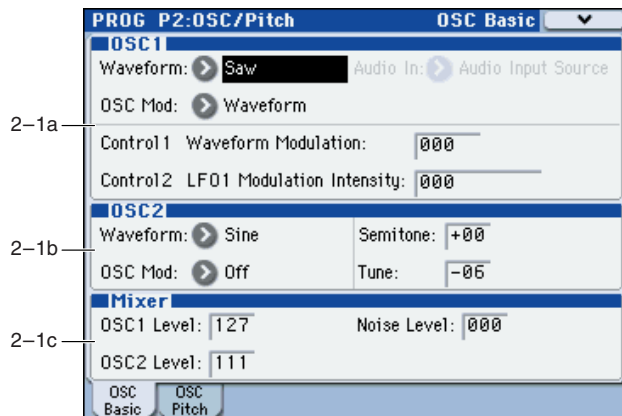 PROG P2:OSC/Pitch OSC Basic
OSC1
Waveform: Saw Audio In: Audio Input Source
OSC Mod: Waveform
2–1a
Control1 Waveform Modulation: 000
Control2 LFO1 Modulation Intensity: 000
OSC2
Waveform: Sine Semitone: +00
2–1b
OSC Mod: Off Tune: -06
Mixer
OSC1 Level: 127 Noise Level: 000
2–1c
OSC2 Level: 111
OSC Basic
OSC Pitch